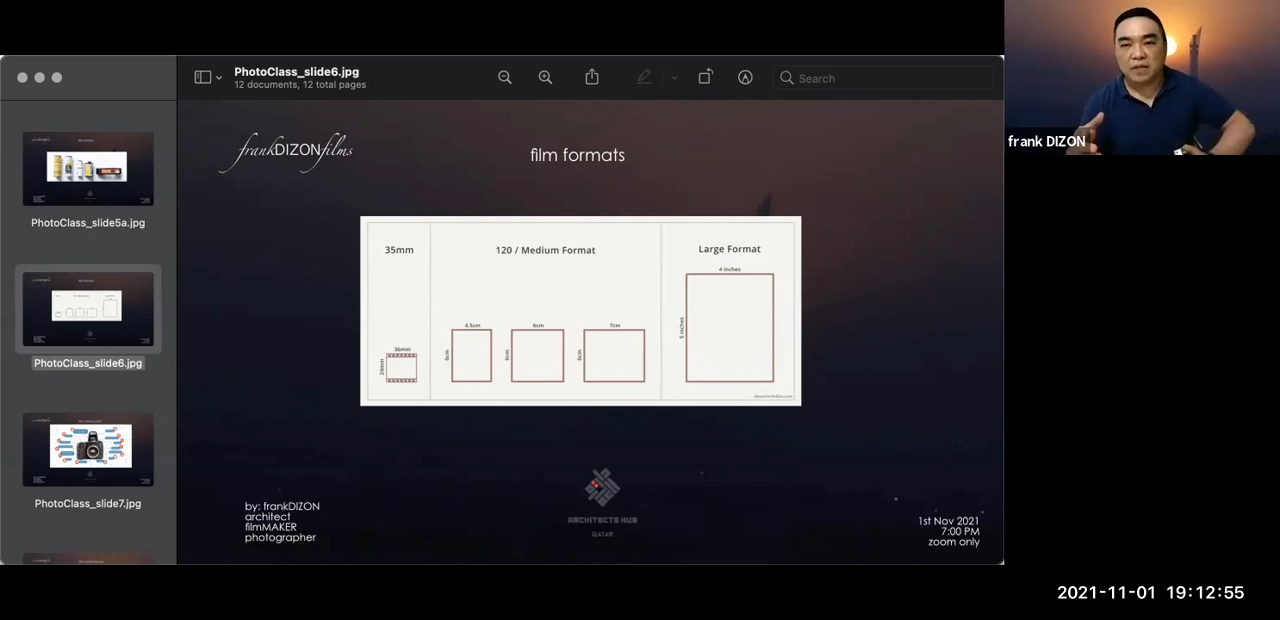 PhotoClass_slide6.jpg
12 documents, 12 total pages
Search
frank DIZON
PhotoClass_slide5a.jpg
PhotoClass_slide6.jpg
PhotoClass_slide7.jpg
frankDIZONfilms
film formats
35mm
120 / Medium Format
Large Format
36mm
24mm
4.5cm
6cm
6cm
6cm
7cm
6cm
4 inches
5 inches
ARCHITECTS HUB
QATAR
by: frankDIZON
architect
filmMAKER
photographer
1st Nov 2021
7:00 PM
zoom only
2021-11-01 19:12:55